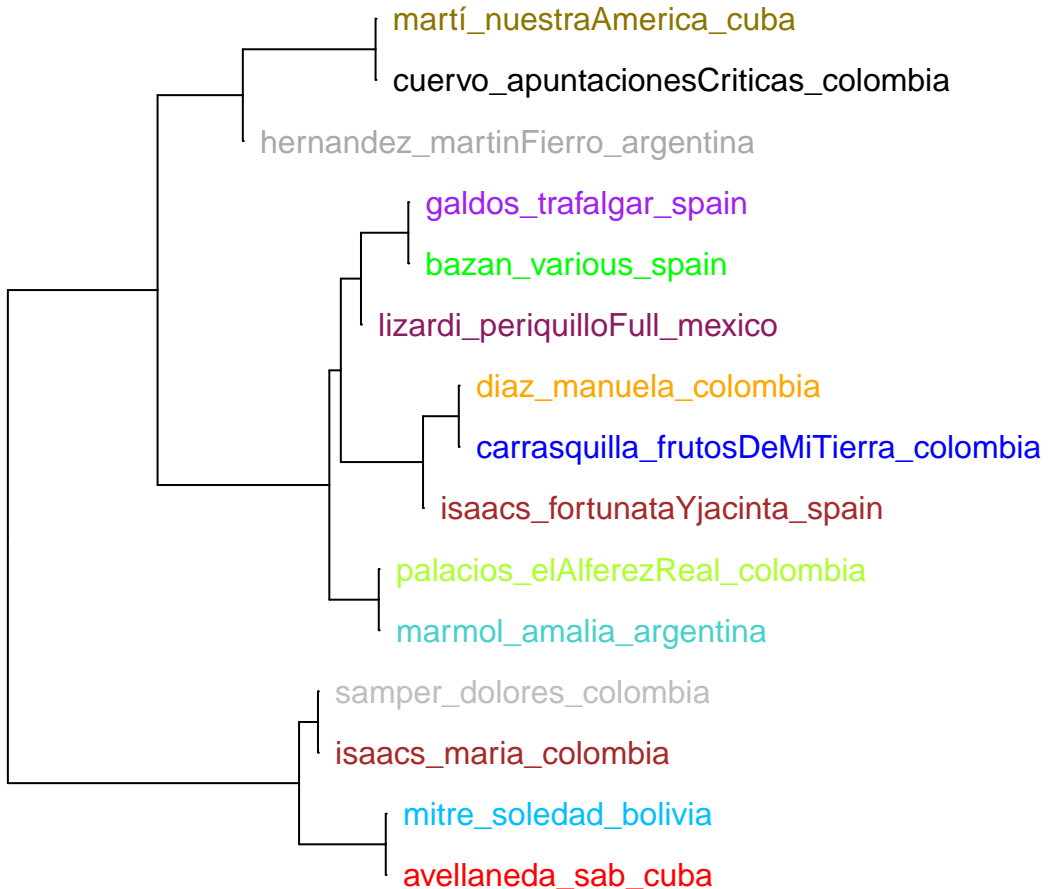 martí_nuestraAmerica_cuba
cuervo_apuntacionesCriticas_colombia
hernandez_martinFierro_argentina
galdos_trafalgar_spain
bazan_various_spain
lizardi_periquilloFull_mexico
diaz_manuela_colombia
carrasquilla_frutosDeMiTierra_colombia
isaacs_fortunataYjacinta_spain
palacios_elAlferezReal_colombia
marmol_amalia_argentina
samper_dolores_colombia
isaacs_maria_colombia
mitre_soledad_bolivia
avellaneda_sab_cuba